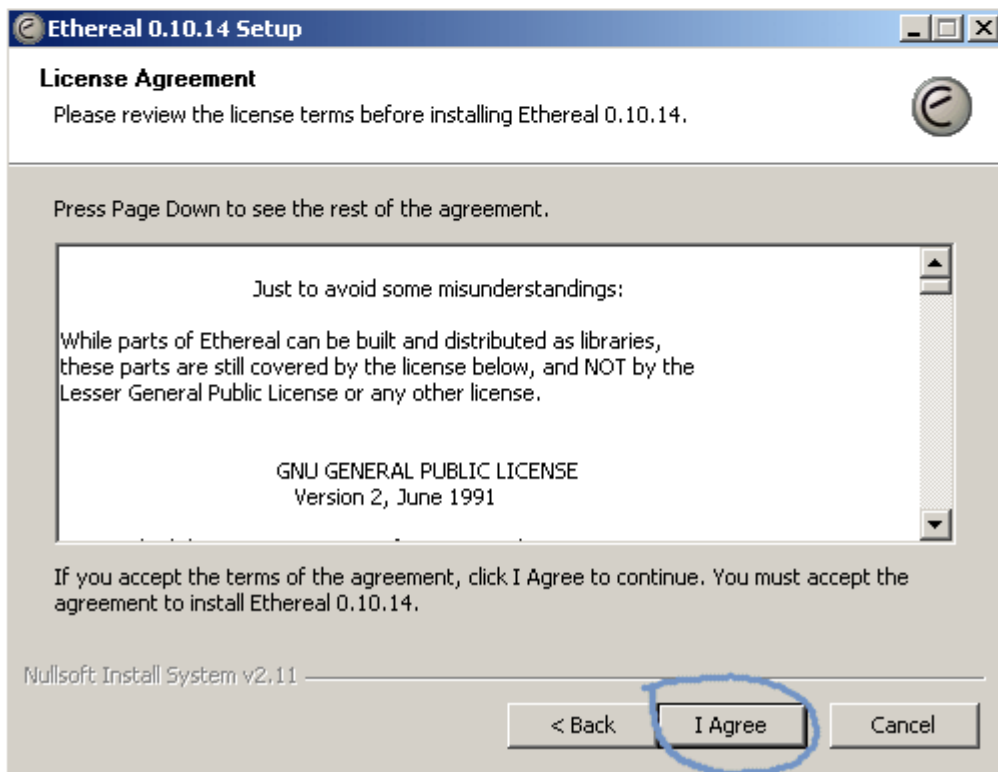 Ethereal 0.10.14 Setup
License Agreement
Please review the license terms before installing Ethereal 0.10.14.
Press Page Down to see the rest of the agreement.
Just to avoid some misunderstandings:
While parts of Ethereal can be built and distributed as libraries,
these parts are still covered by the license below, and NOT by the
Lesser General Public License or any other license.
GNU GENERAL PUBLIC LICENSE
Version 2, June 1991
If you accept the terms of the agreement, click I Agree to continue. You must accept the
agreement to install Ethereal 0.10.14.
Nullsoft Install System v2.11
< Back
I Agree
Cancel